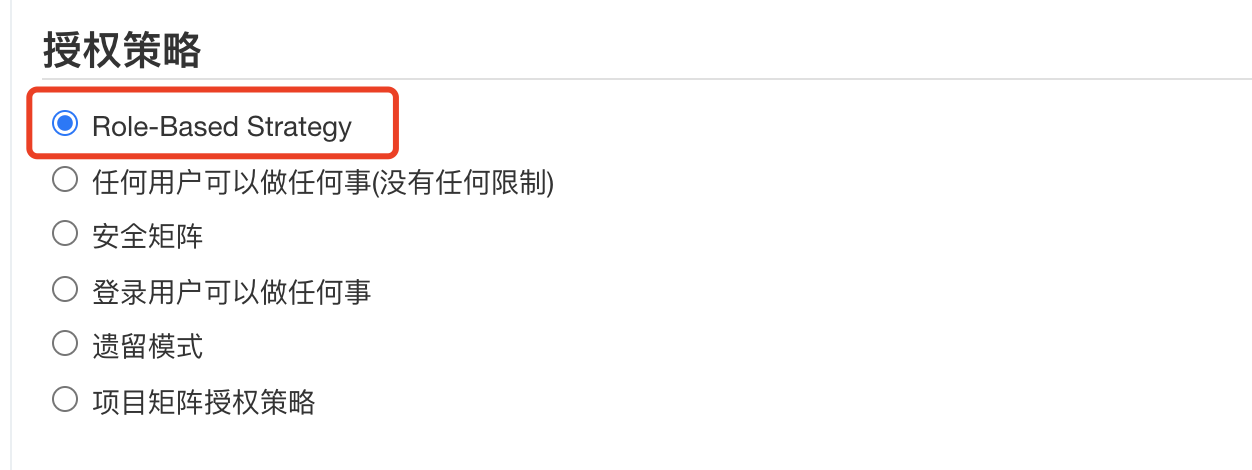 授权策略
Role-Based Strategy
任何用户可以做任何事(没有任何限制)
安全矩阵
登录用户可以做任何事
遗留模式
项目矩阵授权策略